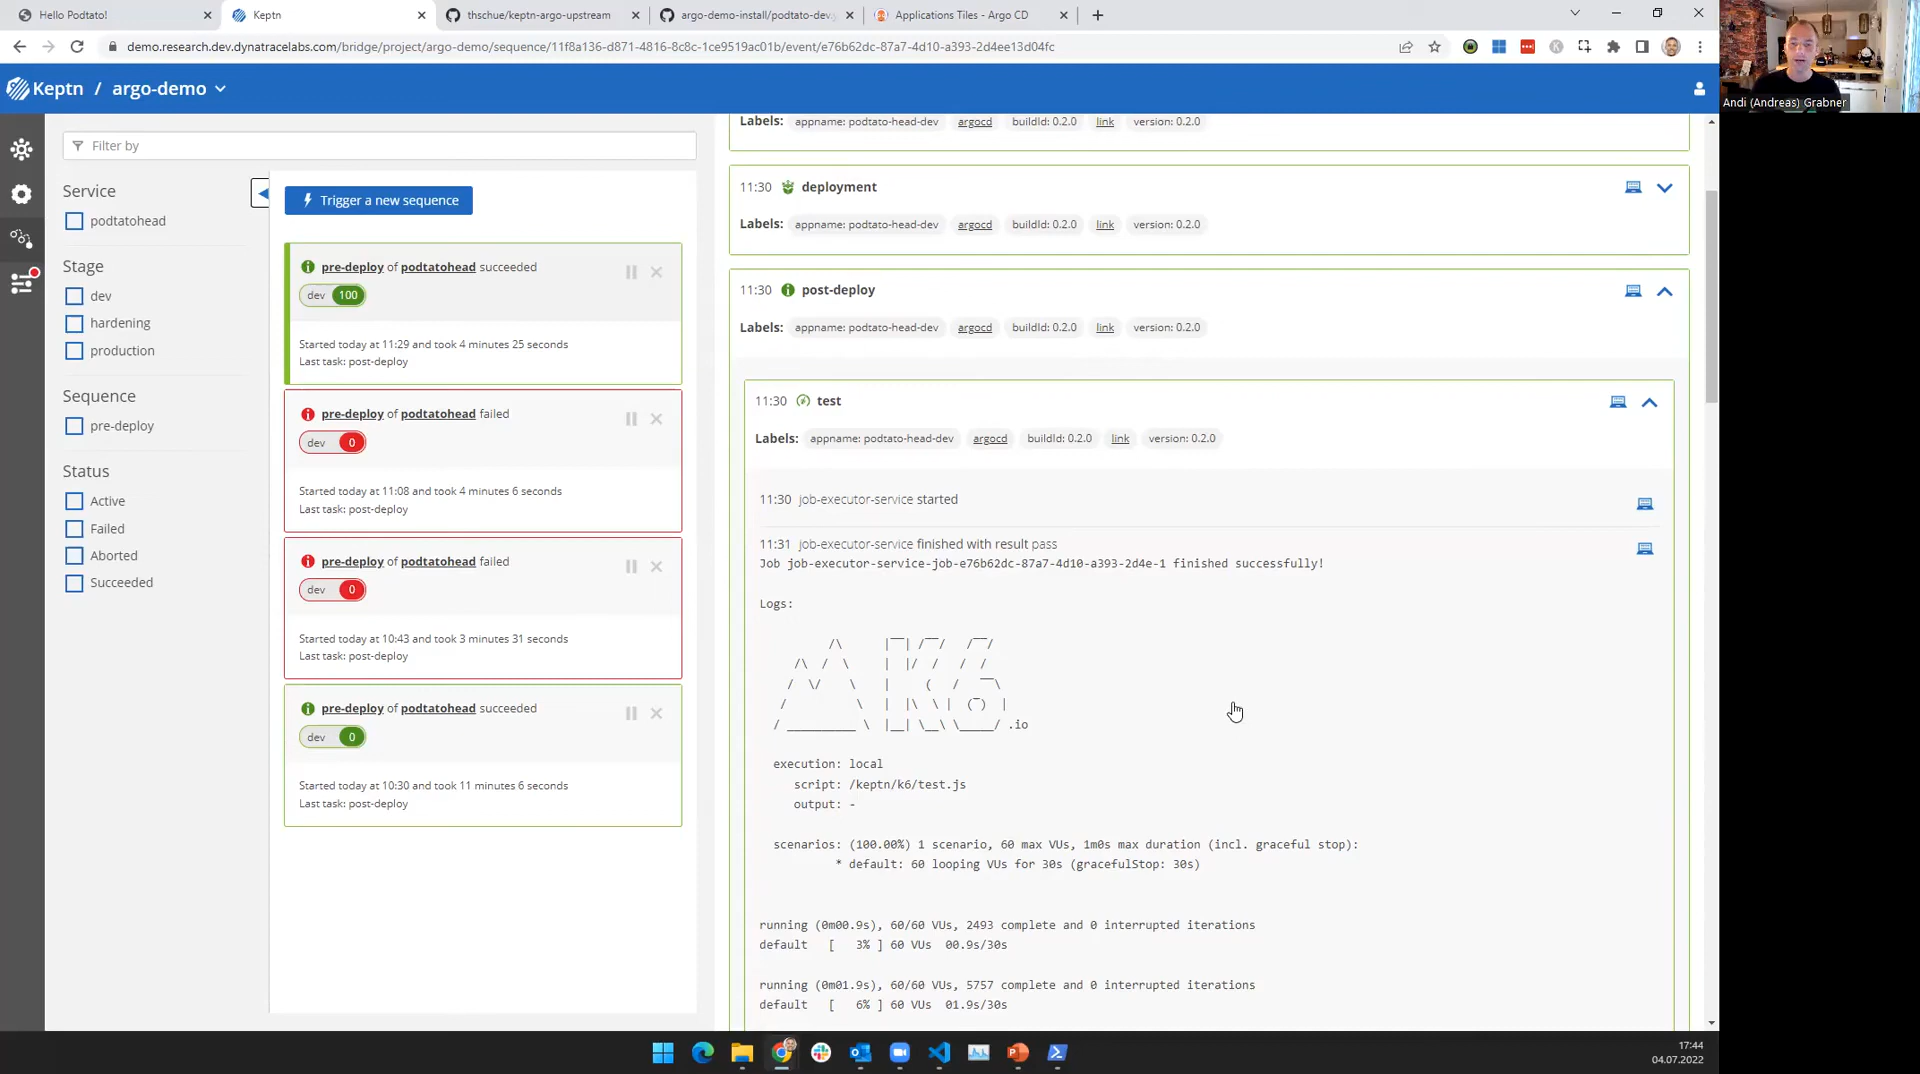 Hello Podtato!
Keptn
thschue/keptn-argo-upstream
argo-demo-install/podtato-dev.
Applications Tiles - Argo CD
demo.research.dev.dynatracelabs.com/bridge/project/argo-demo/sequence/11f8a136-d871-4816-8c8c-1ce9519ac01b/event/e76b62dc-87a7-4d10-a393-2d4ee13d04fc
Andi (Andreas) Grabner
Keptn / argo-demo
Filter by
Service
podtatohead
Stage
dev
hardening
production
Sequence
pre-deploy
Status
Active
Failed
Aborted
Succeeded
Trigger a new sequence
pre-deploy of podtatohead succeeded
dev 100
Started today at 11:29 and took 4 minutes 25 seconds
Last task: post-deploy
pre-deploy of podtatohead failed
dev 0
Started today at 11:08 and took 4 minutes 6 seconds
Last task: post-deploy
pre-deploy of podtatohead failed
dev 0
Started today at 10:43 and took 3 minutes 31 seconds
Last task: post-deploy
pre-deploy of podtatohead succeeded
dev 0
Started today at 10:30 and took 11 minutes 6 seconds
Last task: post-deploy
Labels: appname: podtato-head-dev argocd buildId: 0.2.0 link version: 0.2.0
11:30 deployment
Labels: appname: podtato-head-dev argocd buildId: 0.2.0 link version: 0.2.0
11:30 post-deploy
Labels: appname: podtato-head-dev argocd buildId: 0.2.0 link version: 0.2.0
11:30 test
Labels: appname: podtato-head-dev argocd buildId: 0.2.0 link version: 0.2.0
11:30 job-executor-service started
11:31 job-executor-service finished with result pass
Job job-executor-service-job-e76b62dc-87a7-4d10-a393-2d4e-1 finished successfully!
Logs:
K6
.io
execution: local
script: /keptn/k6/test.js
output: -
scenarios: (100.00%) 1 scenario, 60 max VUs, 1m0s max duration (incl. graceful stop):
* default: 60 looping VUs for 30s (gracefulStop: 30s)
running (0m00.9s), 60/60 VUs, 2493 complete and 0 interrupted iterations
default [ 3% ] 60 VUs 00.9s/30s
running (0m01.9s), 60/60 VUs, 5757 complete and 0 interrupted iterations
default [ 6% ] 60 VUs 01.9s/30s
17:44
04.07.2022